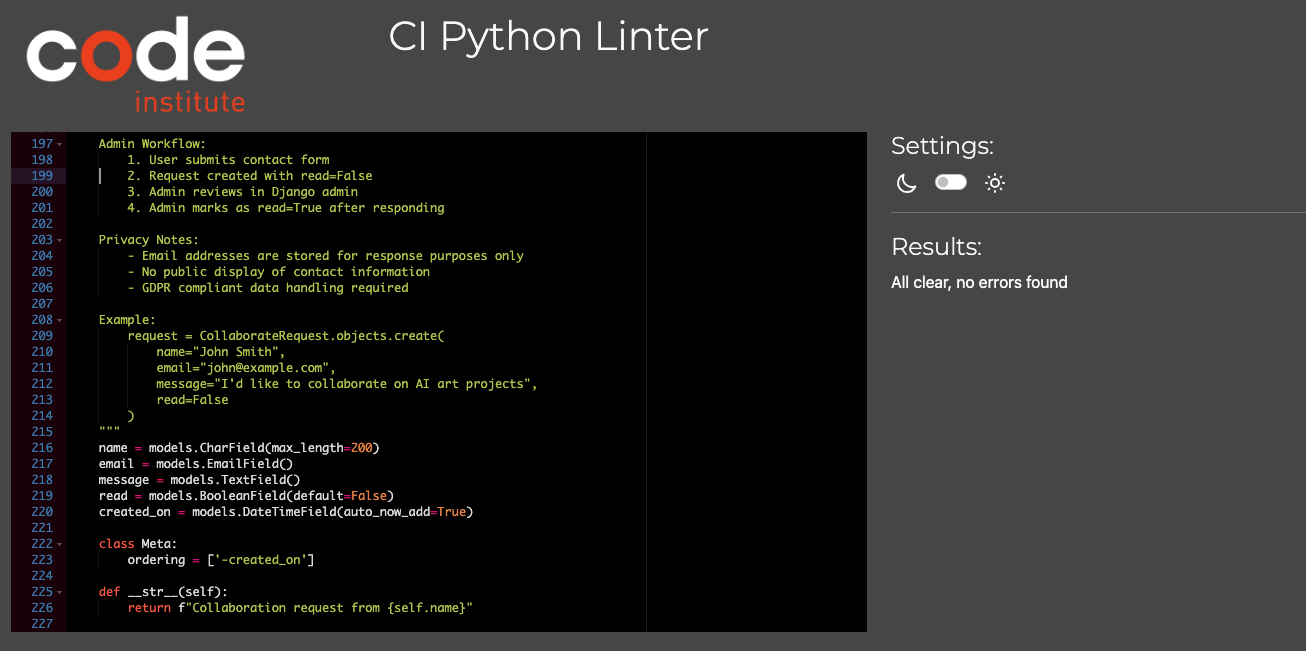 code
institute
CI Python Linter
197 Admin Workflow:
198 1. User submits contact form
199 2. Request created with read=False
200 3. Admin reviews in Django admin
201 4. Admin marks as read=True after responding
202
203 Privacy Notes:
204 - Email addresses are stored for response purposes only
205 - No public display of contact information
206 - GDPR compliant data handling required
207
208 Example:
209 request = CollaborateRequest.objects.create(
210 name="John Smith",
211 email="john@example.com",
212 message="I'd like to collaborate on AI art projects",
213 read=False
214 )
215 """
216 name = models.CharField(max_length=200)
217 email = models.EmailField()
218 message = models.TextField()
219 read = models.BooleanField(default=False)
220 created_on = models.DateTimeField(auto_now_add=True)
221
222 class Meta:
223 ordering = ['-created_on']
224
225 def __str__(self):
226 return f"Collaboration request from {self.name}"
227
Settings:
Results:
All clear, no errors found